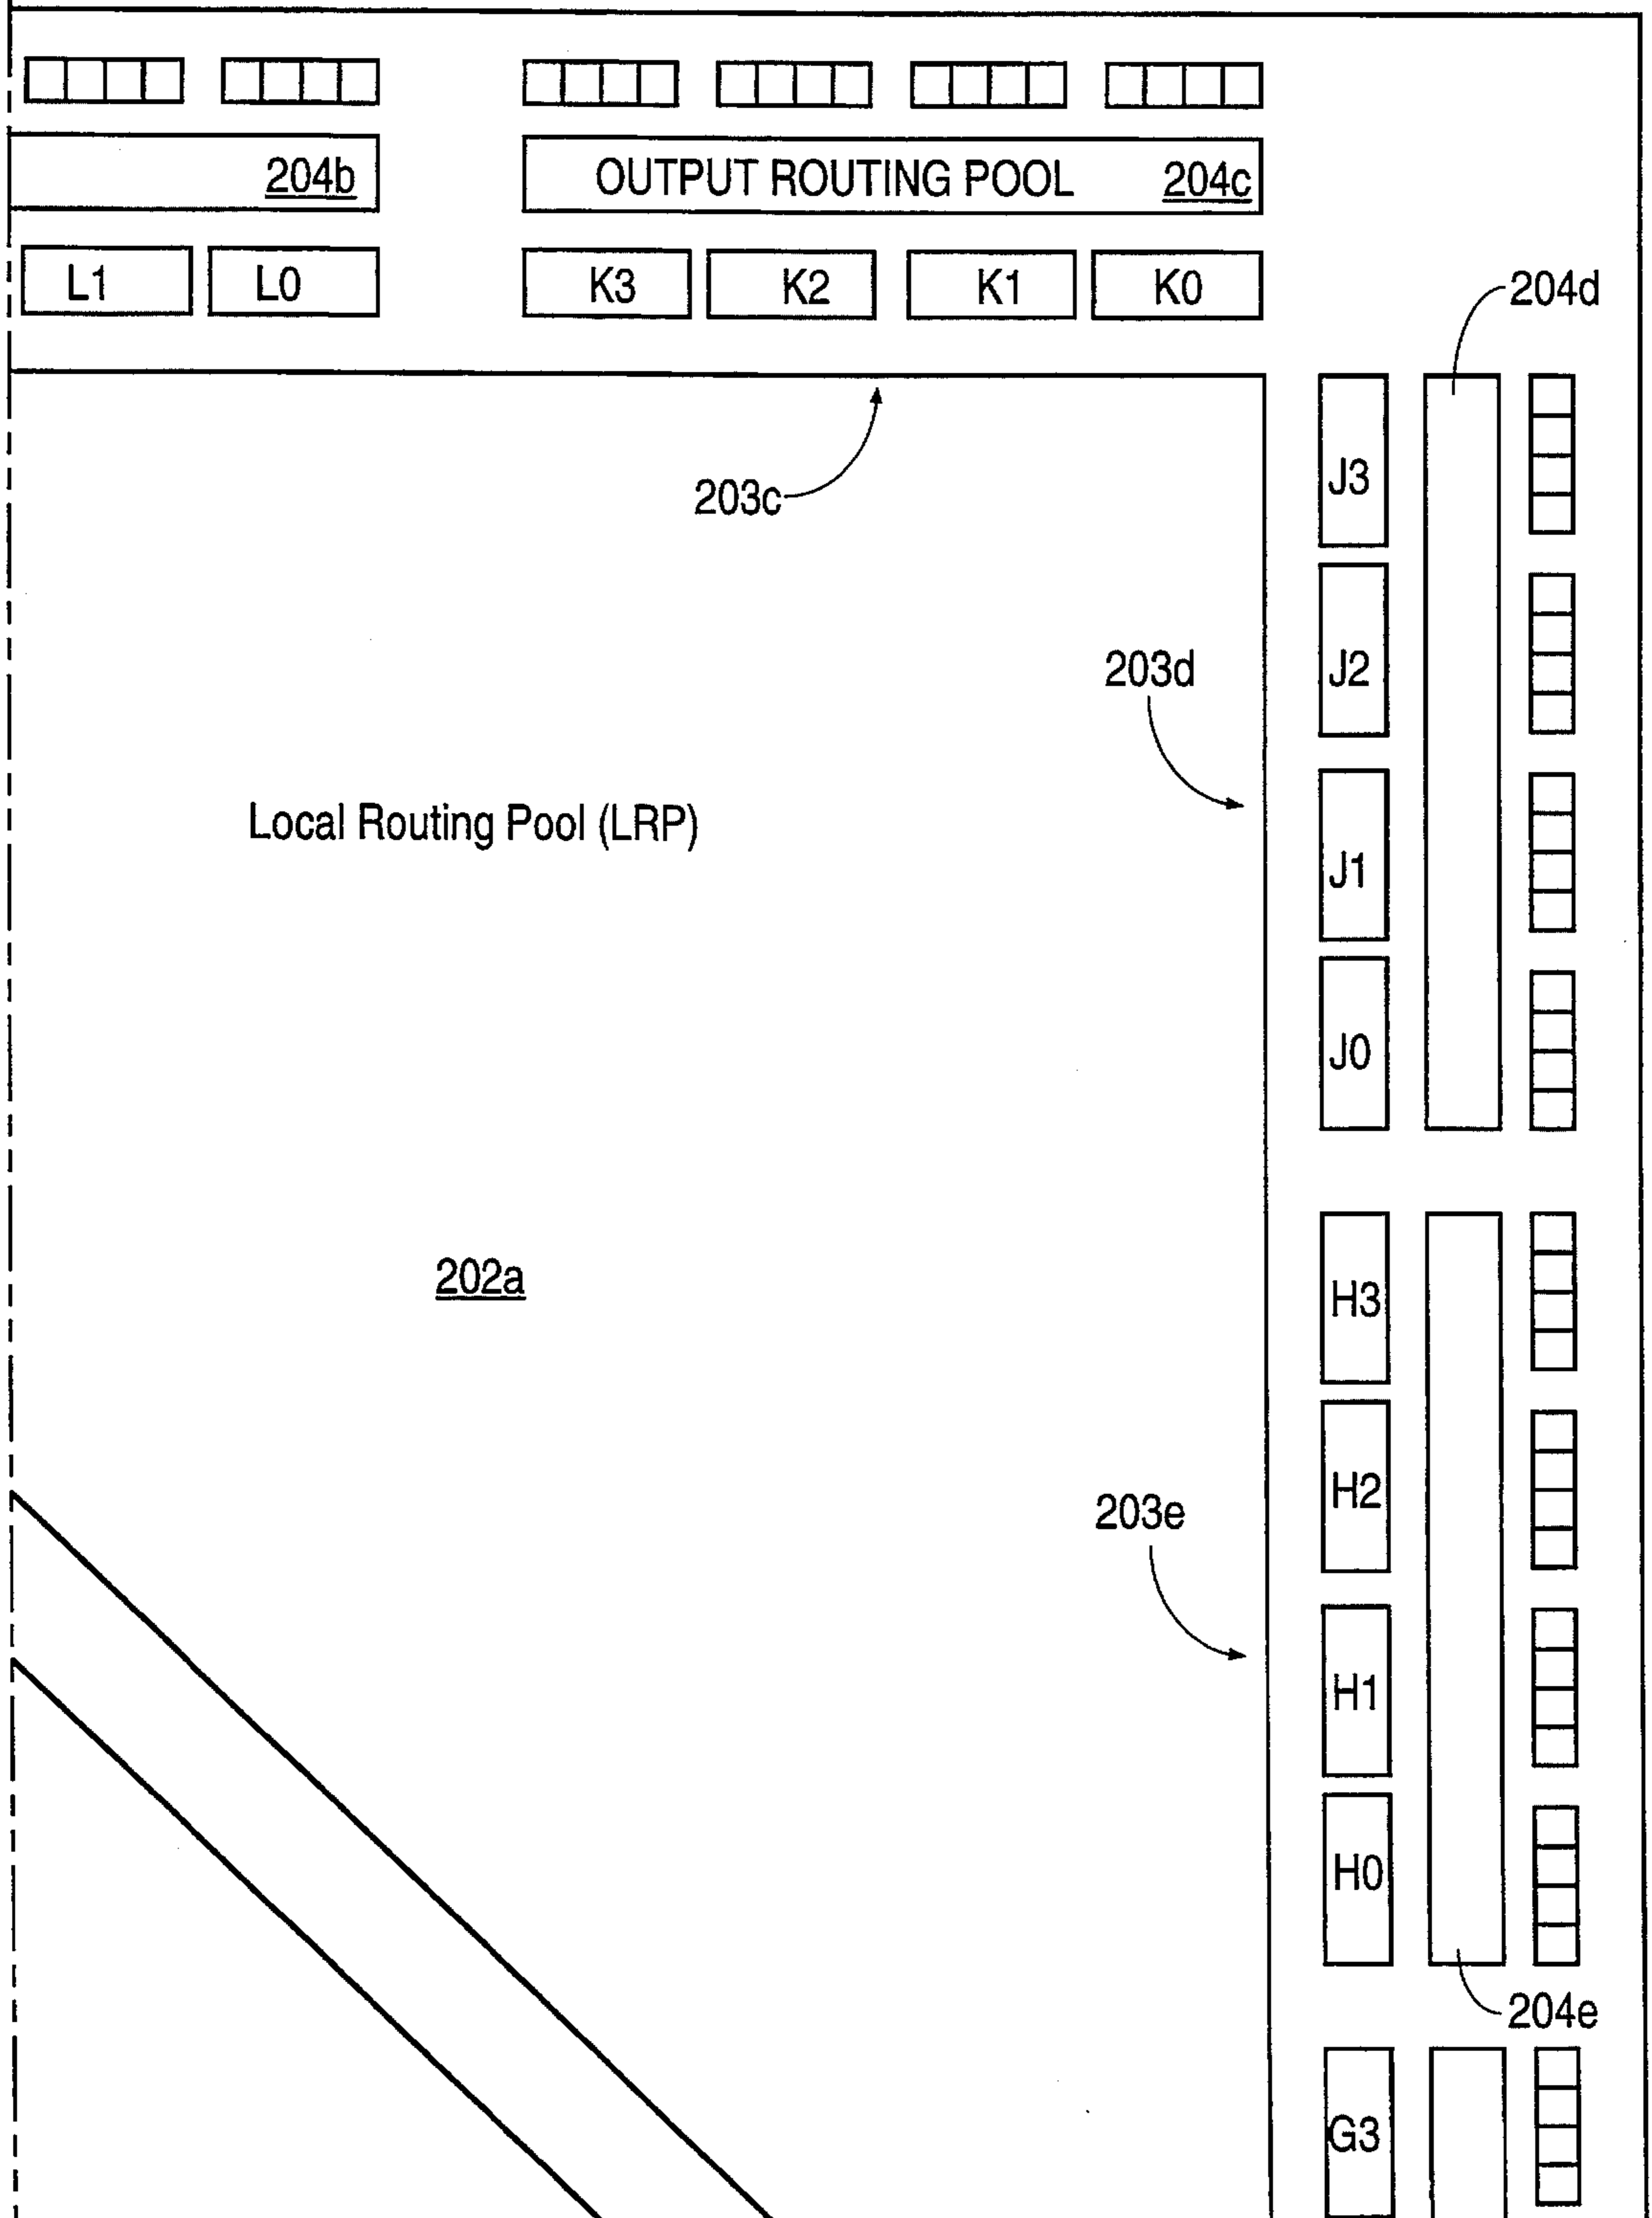 204b
OUTPUT ROUTING POOL 204c
L1 L0 K3 K2 K1 K0
204d
J3
203c
J2
203d
Local Routing Pool (LRP)
J1
J0
202a
H3
H2
203e
H1
H0
204e
G3